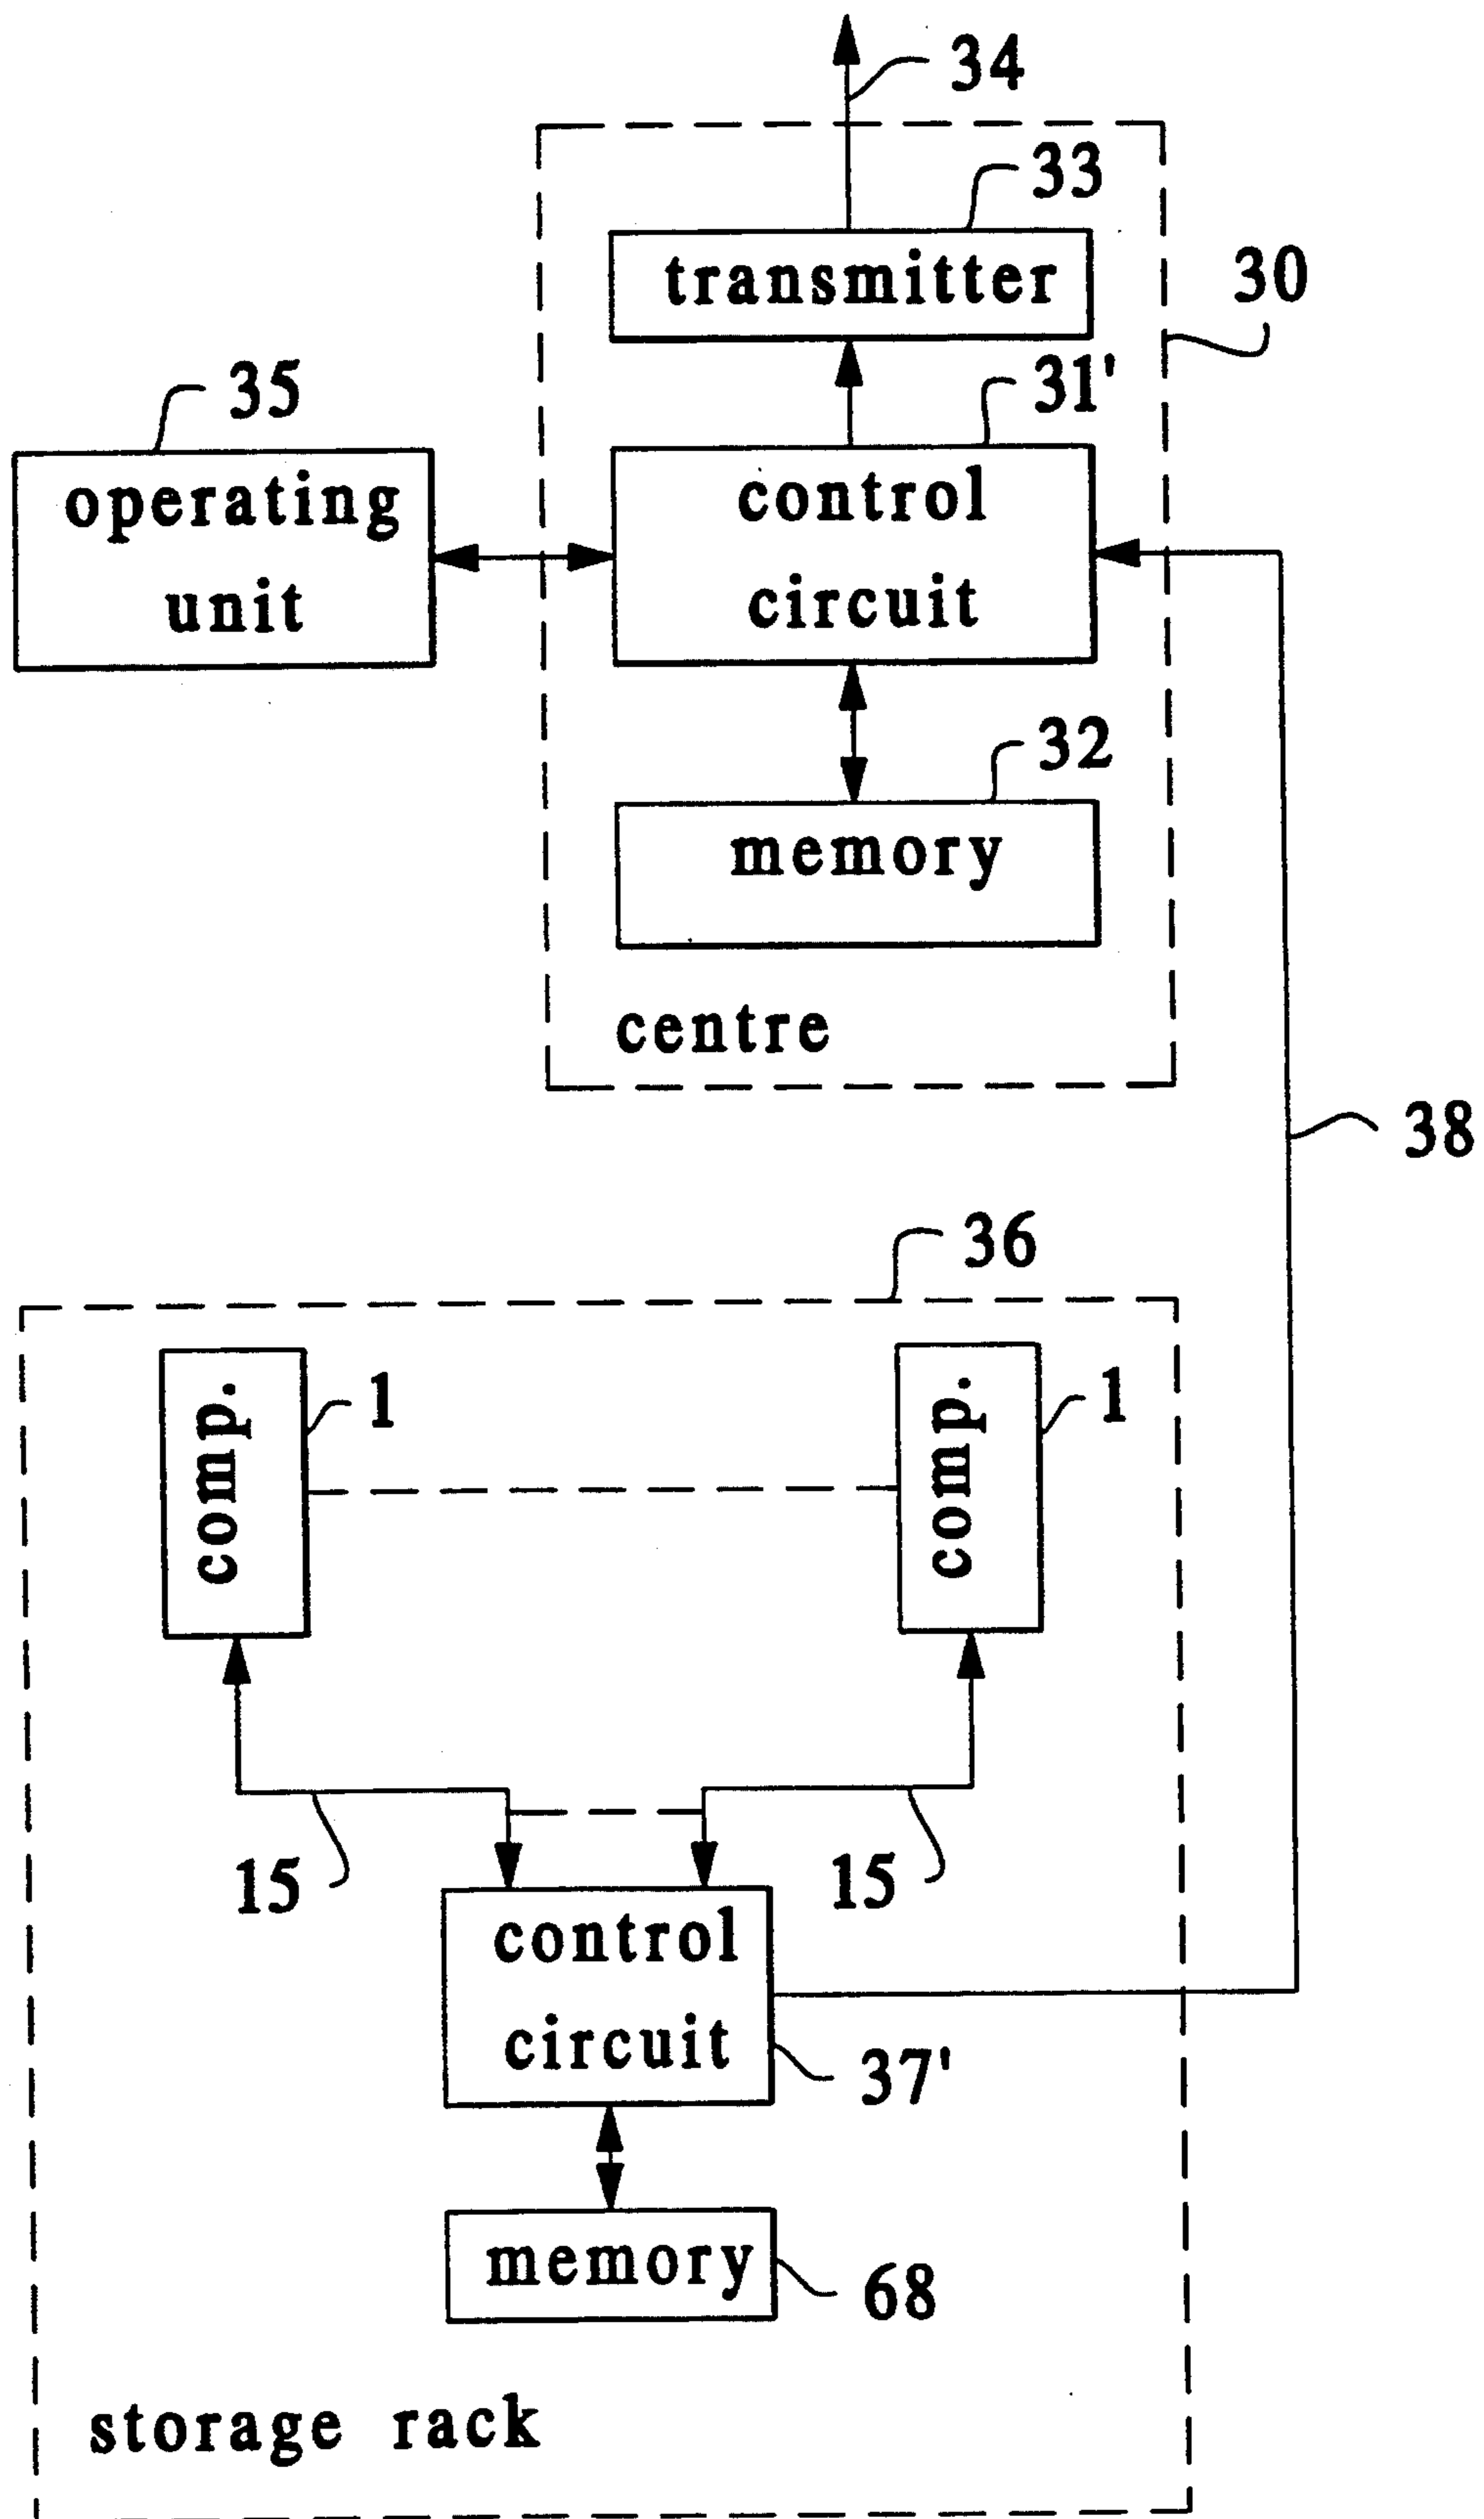 34
33
transmitter
30
31'
35
operating
unit
control
circuit
32
memory
centre
38
36
comp.
1
comp.
1
15
15
control
circuit
37'
memory
68
storage rack